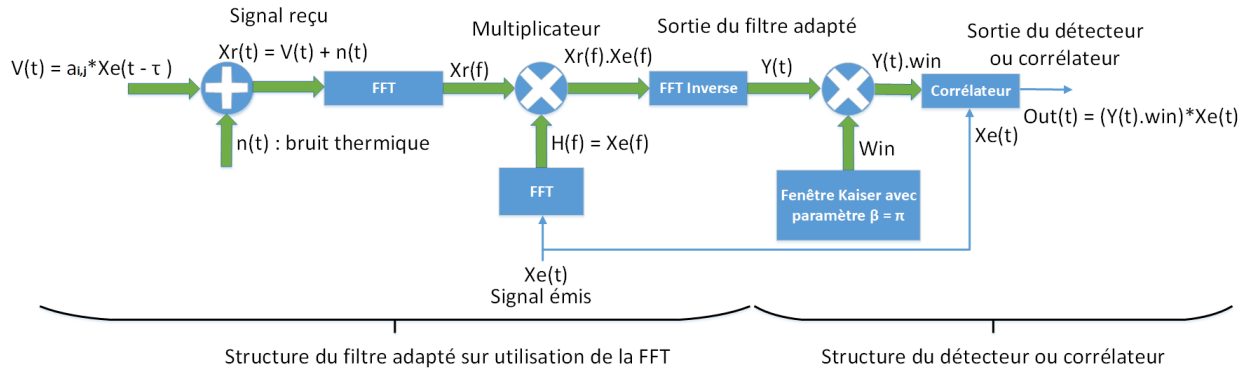 Signal reçu
V(t) = ai,j*Xe(t - τ )
Xr(t) = V(t) + n(t)
n(t) : bruit thermique
FFT
Xr(f)
Multiplicateur
Xr(f).Xe(f)
H(f) = Xe(f)
FFT
Xe(t)
Signal émis
FFT Inverse
Sortie du filtre adapté
Y(t)
Win
Fenêtre Kaiser avec
paramètre β = π
Y(t).win
Corrélateur
Sortie du détecteur
ou corrélateur
Out(t) = (Y(t).win)*Xe(t)
Xe(t)
Structure du filtre adapté sur utilisation de la FFT
Structure du détecteur ou corrélateur